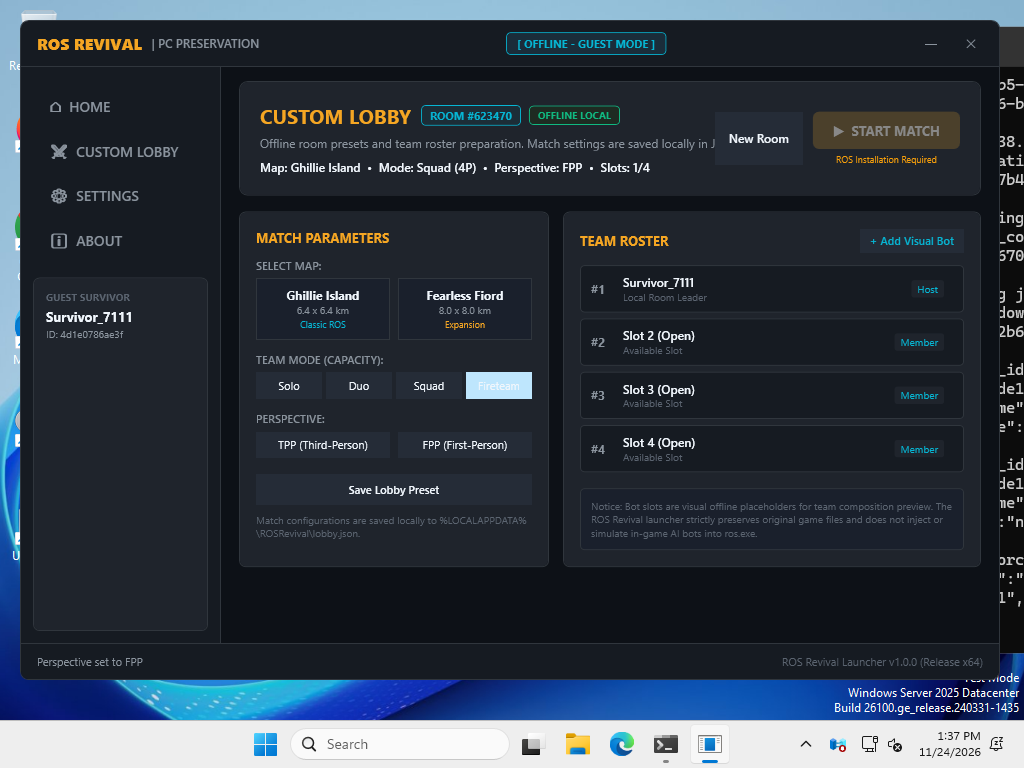 ROS REVIVAL | PC PRESERVATION
[ OFFLINE - GUEST MODE ]
HOME
CUSTOM LOBBY
SETTINGS
ABOUT
GUEST SURVIVOR
Survivor_7111
ID: 4d1e0786ae3f
CUSTOM LOBBY
ROOM #623470
OFFLINE LOCAL
Offline room presets and team roster preparation. Match settings are saved locally in J
Map: Ghillie Island • Mode: Squad (4P) • Perspective: FPP • Slots: 1/4
New Room
START MATCH
ROS Installation Required
MATCH PARAMETERS
SELECT MAP:
Ghillie Island
6.4 x 6.4 km
Classic ROS
Fearless Fiord
8.0 x 8.0 km
Expansion
TEAM MODE (CAPACITY):
Solo
Duo
Squad
Fireteam
PERSPECTIVE:
TPP (Third-Person)
FPP (First-Person)
Save Lobby Preset
Match configurations are saved locally to %LOCALAPPDATA%
\ROSRevival\lobby.json.
TEAM ROSTER
+ Add Visual Bot
#1
Survivor_7111
Local Room Leader
Host
#2
Slot 2 (Open)
Available Slot
Member
#3
Slot 3 (Open)
Available Slot
Member
#4
Slot 4 (Open)
Available Slot
Member
Notice: Bot slots are visual offline placeholders for team composition preview. The
ROS Revival launcher strictly preserves original game files and does not inject or
simulate in-game AI bots into ros.exe.
Perspective set to FPP
ROS Revival Launcher v1.0.0 (Release x64)
Mode
Windows Server 2025 Datacenter
Build 26100.ge_release.240331-1435
Search
1:37 PM
11/24/2026